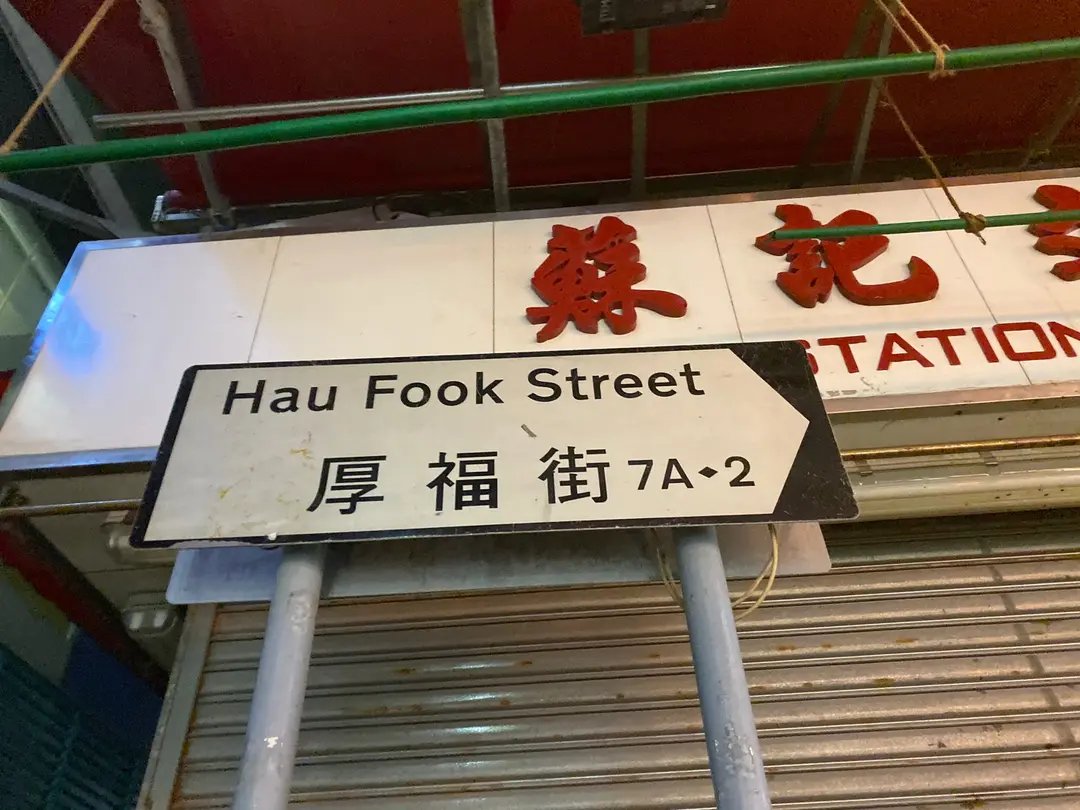 蘇記
STATION
Hau Fook Street
厚福街 7A◆2